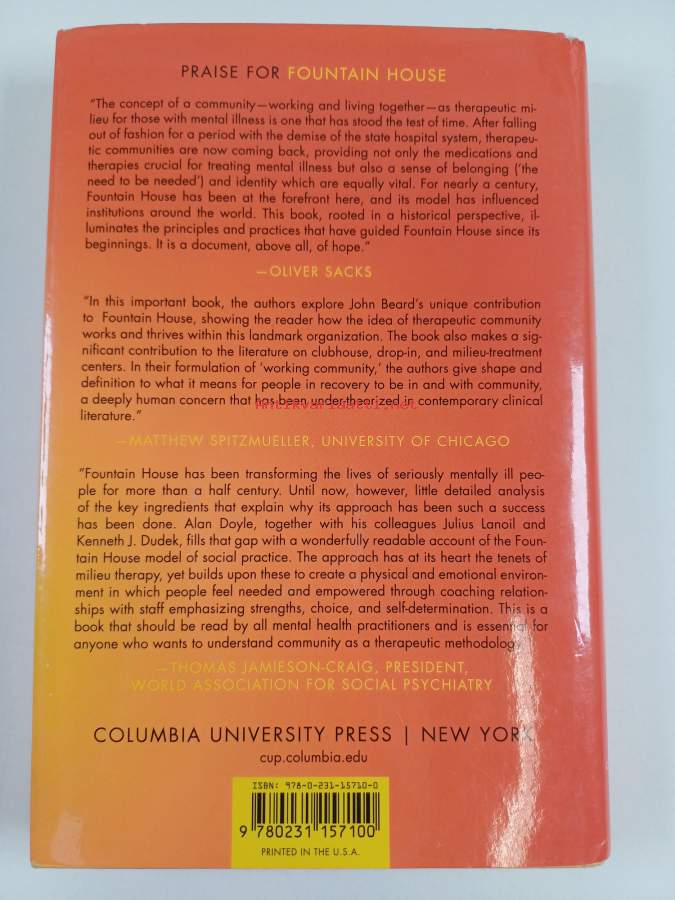 PRAISE FOR FOUNTAIN HOUSE
“The concept of a community—working and living together—as therapeutic mi-
lieu for those with mental illness is one that has stood the test of time. After falling
out of fashion for a period with the demise of the state hospital system, therapeu-
tic communities are now coming back, providing not only the medications and
therapies crucial for treating mental illness but also a sense of belonging (‘the
need to be needed’) and identity which are equally vital. For nearly a century,
Fountain House has been at the forefront here, and its model has influenced
institutions around the world. This book, rooted in a historical perspective, il-
luminates the principles and practices that have guided Fountain House since its
beginnings. It is a document, above all, of hope.”
—OLIVER SACKS
“In this important book, the authors explore John Beard’s unique contribution
to Fountain House, showing the reader how the idea of therapeutic community
works and thrives within this landmark organization. The book also makes a sig-
nificant contribution to the literature on clubhouse, drop-in, and milieu-treatment
centers. In their formulation of ‘working community,’ the authors give shape and
definition to what it means for people in recovery to be in and with community,
a deeply human concern that has been under-theorized in contemporary clinical
literature.”
Antikvariaatti.net
—MATTHEW SPITZMUELLER, UNIVERSITY OF CHICAGO
“Fountain House has been transforming the lives of seriously mentally ill peo-
ple for more than a half century. Until now, however, little detailed analysis
of the key ingredients that explain why its approach has been such a success
has been done. Alan Doyle, together with his colleagues Julius Lanoil and
Kenneth J. Dudek, fills that gap with a wonderfully readable account of the Foun-
tain House model of social practice. The approach has at its heart the tenets of
milieu therapy, yet builds upon these to create a physical and emotional environ-
ment in which people feel needed and empowered through coaching relation-
ships with staff emphasizing strengths, choice, and self-determination. This is a
book that should be read by all mental health practitioners and is essential for
anyone who wants to understand community as a therapeutic methodology.
—THOMAS JAMIESON-CRAIG, PRESIDENT,
WORLD ASSOCIATION FOR SOCIAL PSYCHIATRY
COLUMBIA UNIVERSITY PRESS | NEW YORK
cup.columbia.edu
ISBN: 978-0-231-15710-0
9 780231 157100
PRINTED IN THE U.S.A.